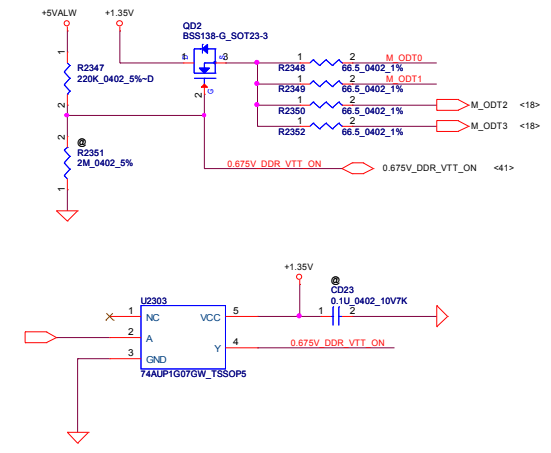 +5VALW
+1.35V
QD2
BSS138-G_SOT23-3
1
R2347
220K_0402_5%~D
2
3
2
G
1 2 M_ODT0
R2348 66.5_0402_1%
1 2 M_ODT1
R2349 66.5_0402_1%
1 2 M_ODT2 <18>
R2350 66.5_0402_1%
1 2 M_ODT3 <18>
R2352 66.5_0402_1%
2
@
R2351
2M_0402_5%
1
0.675V_DDR_VTT_ON 0.675V_DDR_VTT_ON <41>
+1.35V
@
CD23
0.1U_0402_10V7K
1 2
U2303
1 NC VCC 5
2 A
3 GND Y 4 0.675V_DDR_VTT_ON
74AUP1G07GW_TSSOP5